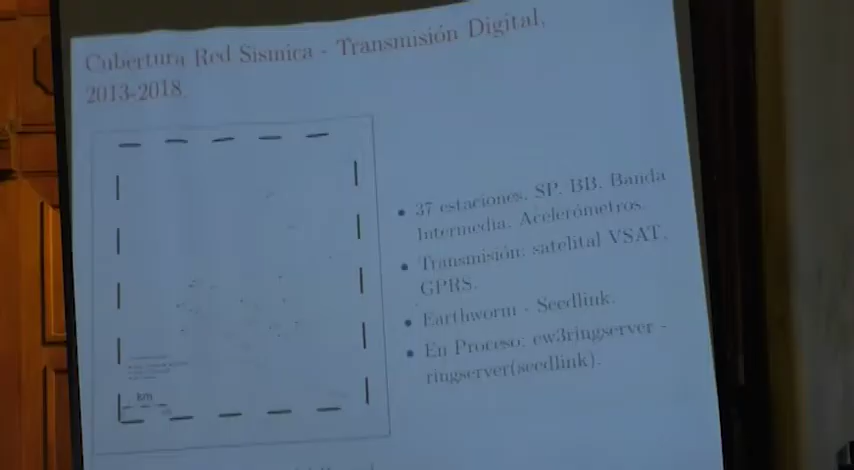 Cubertura Red Sismica - Transmisión Digital,
2013-2018.
• 37 estaciones, SP, BB, Banda
Intermedia, Acelerómetros.
• Transmisión: satelital VSAT,
GPRS.
• Earthworm - Seedlink.
• En Proceso: ew3ringserver -
ringserver(seedlink).
km